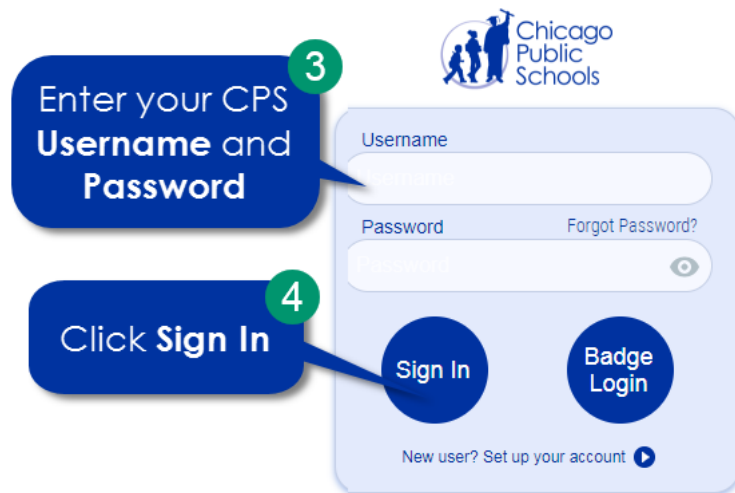 Chicago
Public
Schools
3
Enter your CPS
Username and
Password
Username
Username
Password
Forgot Password?
Password
4
Click Sign In
Sign In
Badge
Login
New user? Set up your account